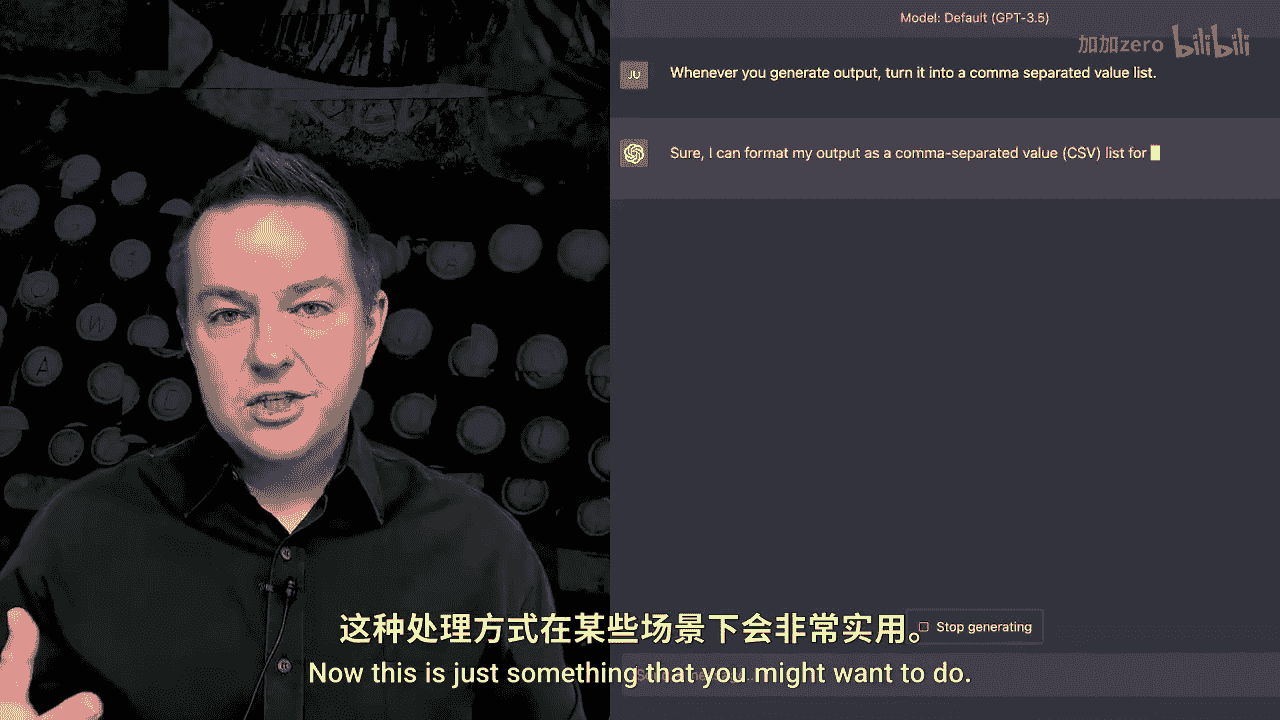 Model: Default (GPT-3.5)
加加zero bilibili
JU
Whenever you generate output, turn it into a comma separated value list.
Sure, I can format my output as a comma-separated value (CSV) list for
这种处理方式在某些场景下会非常实用。
Stop generating
Now this is just something that you might want to do.